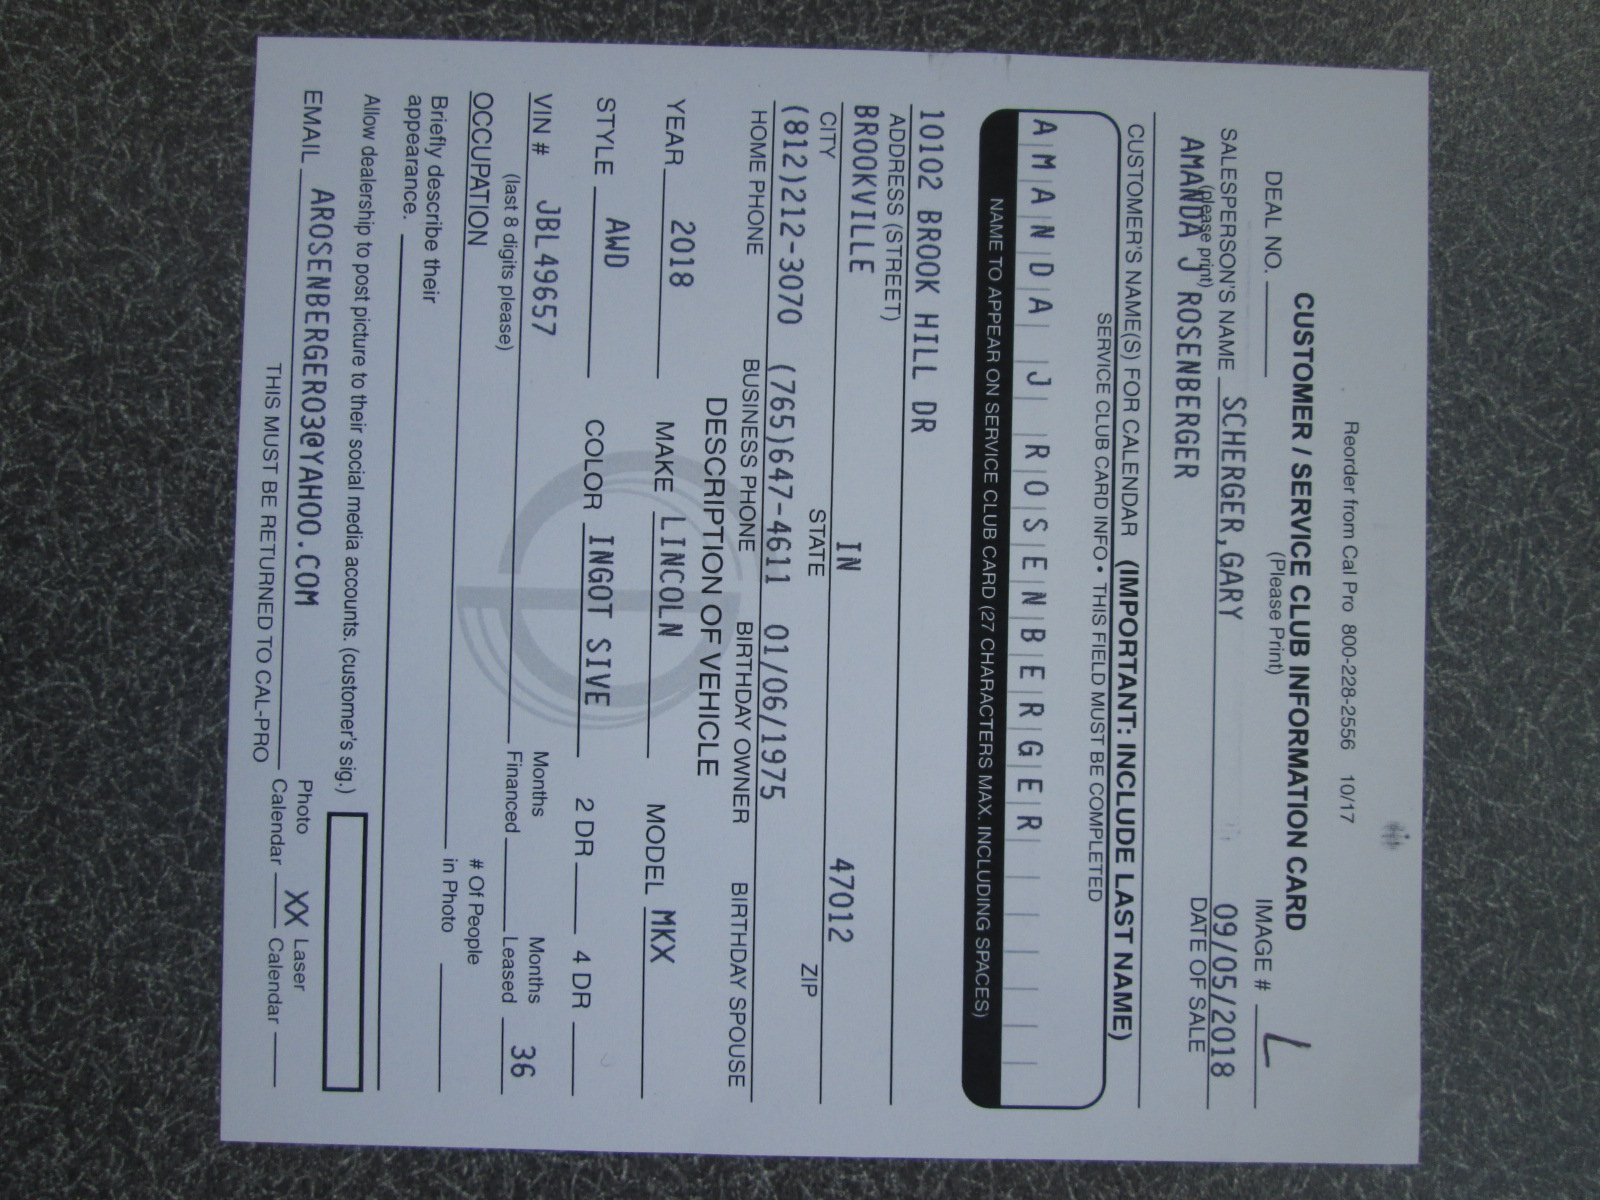 Reorder from Cal Pro 800-228-2556 10/17
CUSTOMER / SERVICE CLUB INFORMATION CARD
(Please Print)
DEAL NO. IMAGE # L
SALESPERSON'S NAME SCHERGER, GARY 09/05/2018
(please print) DATE OF SALE
AMANDA J ROSENBERGER
CUSTOMER'S NAME(S) FOR CALENDAR (IMPORTANT: INCLUDE LAST NAME)
SERVICE CLUB CARD INFO • THIS FIELD MUST BE COMPLETED
AMANDA J ROSENBERGER
NAME TO APPEAR ON SERVICE CLUB CARD (27 CHARACTERS MAX. INCLUDING SPACES)
10102 BROOK HILL DR
ADDRESS (STREET)
BROOKVILLE IN 47012
CITY STATE ZIP
(812)212-3070 (765)647-4611 01/06/1975
HOME PHONE BUSINESS PHONE BIRTHDAY OWNER BIRTHDAY SPOUSE
DESCRIPTION OF VEHICLE
YEAR 2018 MAKE LINCOLN MODEL MKX
STYLE AWD COLOR INGOT SIVE 2 DR 4 DR
VIN # JBL49657 Months Financed Months Leased 36
(last 8 digits please)
OCCUPATION # Of People in Photo
Briefly describe their
appearance.
Allow dealership to post picture to their social media accounts. (customer's sig.)
EMAIL AROSENBERGER03@YAHOO.COM Photo Calendar XX Laser Calendar
THIS MUST BE RETURNED TO CAL-PRO